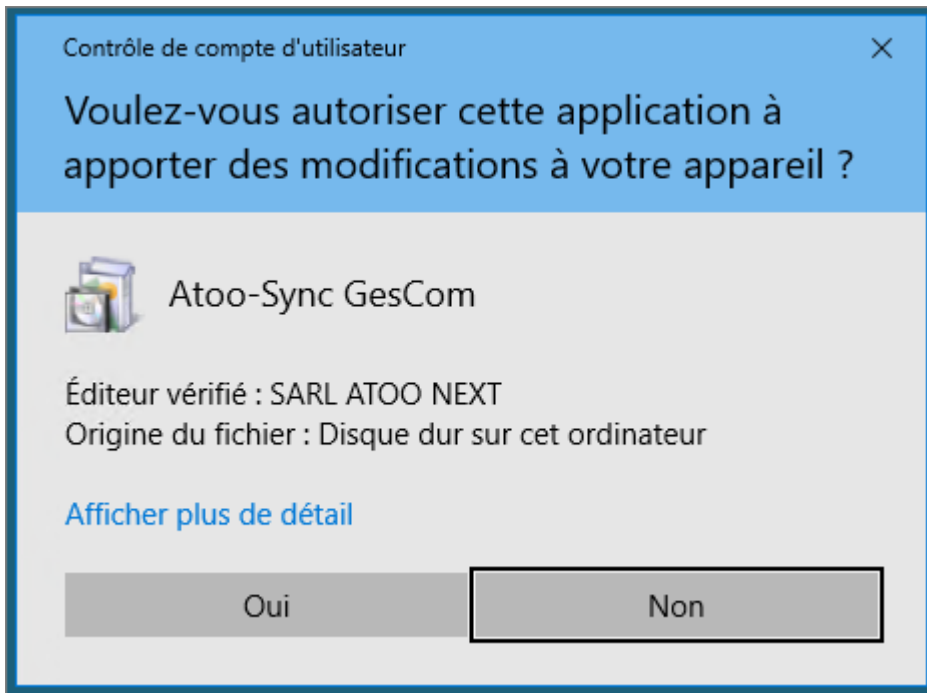 Contrôle de compte d'utilisateur
Voulez-vous autoriser cette application à
apporter des modifications à votre appareil ?
Atoo-Sync GesCom
Éditeur vérifié : SARL ATOO NEXT
Origine du fichier : Disque dur sur cet ordinateur
Afficher plus de détail
Oui
Non